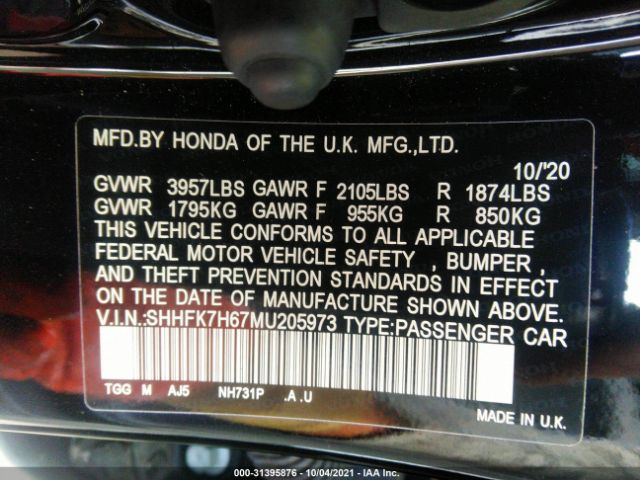 MFD.BY HONDA OF THE U.K. MFG.,LTD.
10/'20
GVWR 3957LBS GAWR F 2105LBS R 1874LBS
GVWR 1795KG GAWR F 955KG R 850KG
THIS VEHICLE CONFORMS TO ALL APPLICABLE
FEDERAL MOTOR VEHICLE SAFETY , BUMPER ,
AND THEFT PREVENTION STANDARDS IN EFFECT
ON THE DATE OF MANUFACTURE SHOWN ABOVE.
V.I.N.:SHHFK7H67MU205973 TYPE:PASSENGER CAR
TGG M AJ5 NH731P .A .U
MADE IN U.K.
000-31395876 - 10/04/2021 - IAA Inc.